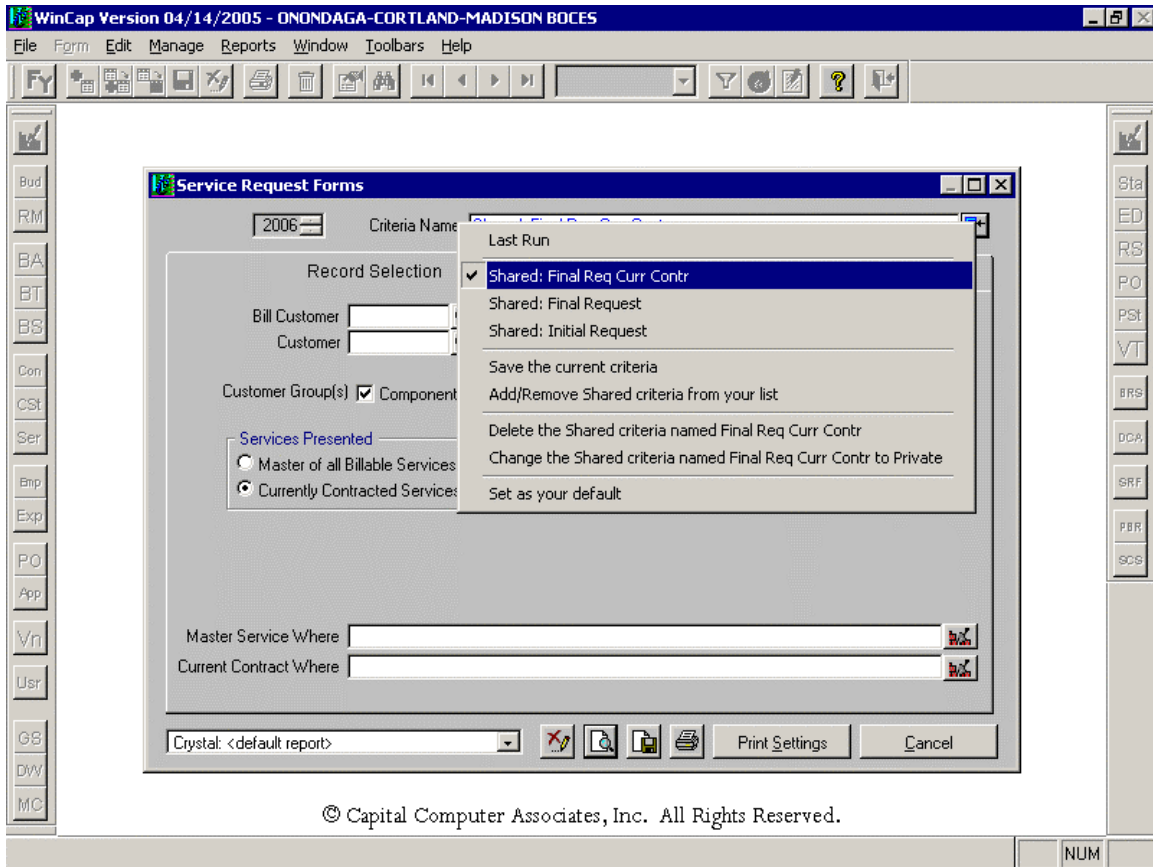 WinCap Version 04/14/2005 - ONONDAGA-CORTLAND-MADISON BOCES
File Form Edit Manage Reports Window Toolbars Help
FY
Bud
RM
BA
BT
BS
Con
CSt
Ser
Emp
Exp
PO
App
Vn
Usr
GS
DW
MC
Service Request Forms
2006 Criteria Name
Last Run
Shared: Final Req Curr Contr
Shared: Final Request
Shared: Initial Request
Save the current criteria
Add/Remove Shared criteria from your list
Delete the Shared criteria named Final Req Curr Contr
Change the Shared criteria named Final Req Curr Contr to Private
Set as your default
Record Selection
Bill Customer
Customer
Customer Group(s) Component
Services Presented
Master of all Billable Services
Currently Contracted Services
Master Service Where
Current Contract Where
Crystal: <default report> Print Settings Cancel
Sta
ED
RS
PO
PSt
VT
BRS
DCA
SRF
PBR
SCS
© Capital Computer Associates, Inc. All Rights Reserved.
NUM